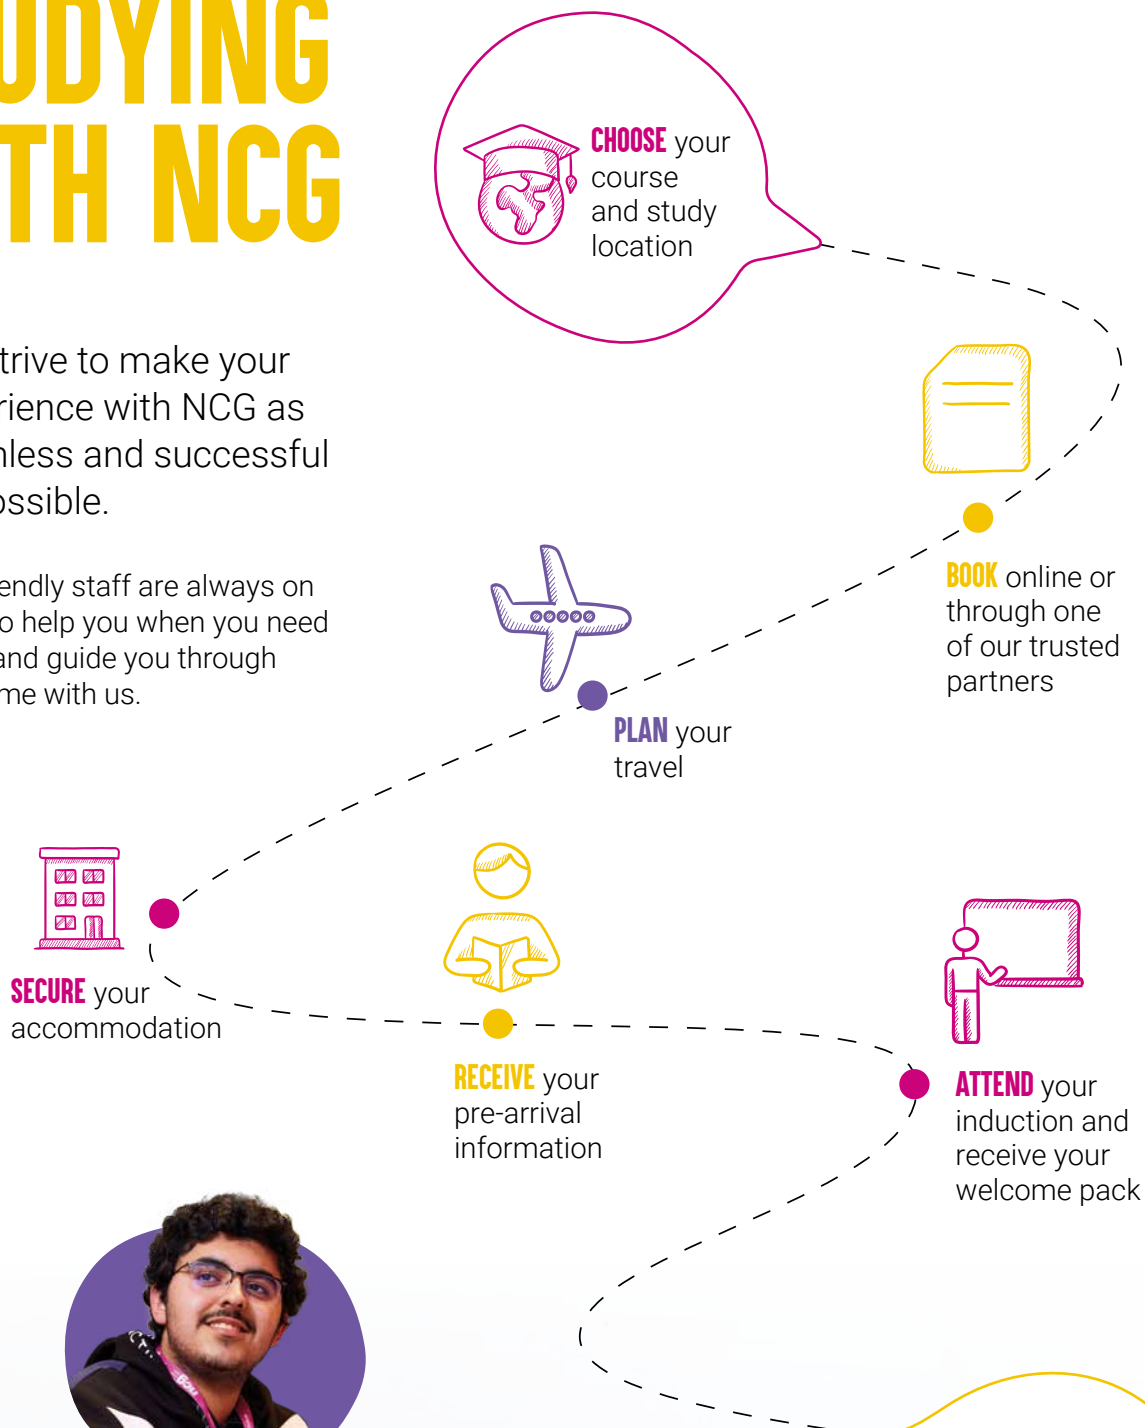 UDYING
TH NCG
trive to make your
rience with NCG as
nless and successful
ossible.
endly staff are always on
o help you when you need
and guide you through
me with us.
CHOOSE your
course
and study
location
BOOK online or
through one
of our trusted
partners
PLAN your
travel
SECURE your
accommodation
RECEIVE your
pre-arrival
information
ATTEND your
induction and
receive your
welcome pack